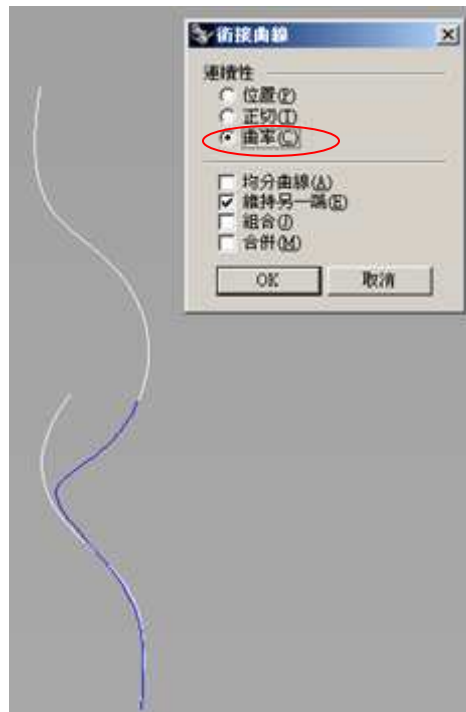 銜接曲線
連續性
位置(P)
正切(T)
曲率(C)
均分曲線(A)
維持另一端(E)
組合(J)
合併(M)
OK 取消